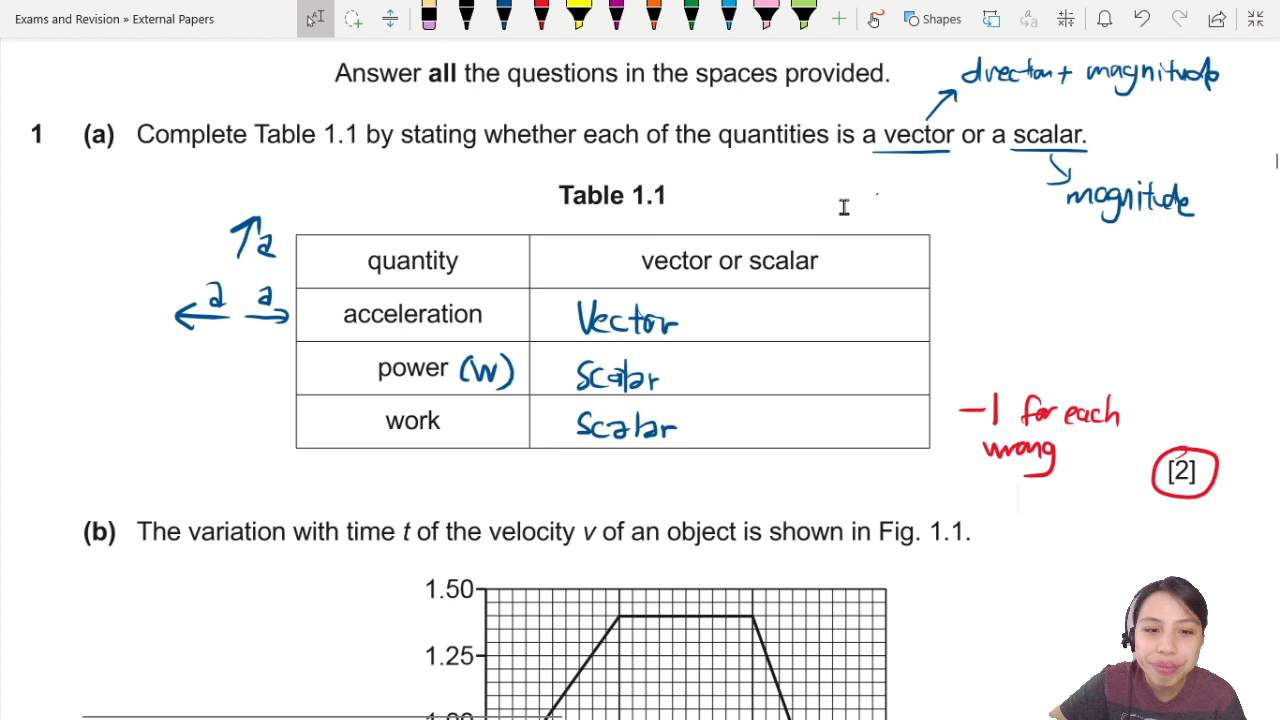 Exams and Revision » External Papers
Shapes
Answer all the questions in the spaces provided.
direction + magnitude
1 (a) Complete Table 1.1 by stating whether each of the quantities is a vector or a scalar.
magnitude
Table 1.1
a
quantity vector or scalar
a a
acceleration Vector
power (W) Scalar
work Scalar
-1 for each
wrong
[2]
(b) The variation with time t of the velocity v of an object is shown in Fig. 1.1.
1.50
1.25
1.00